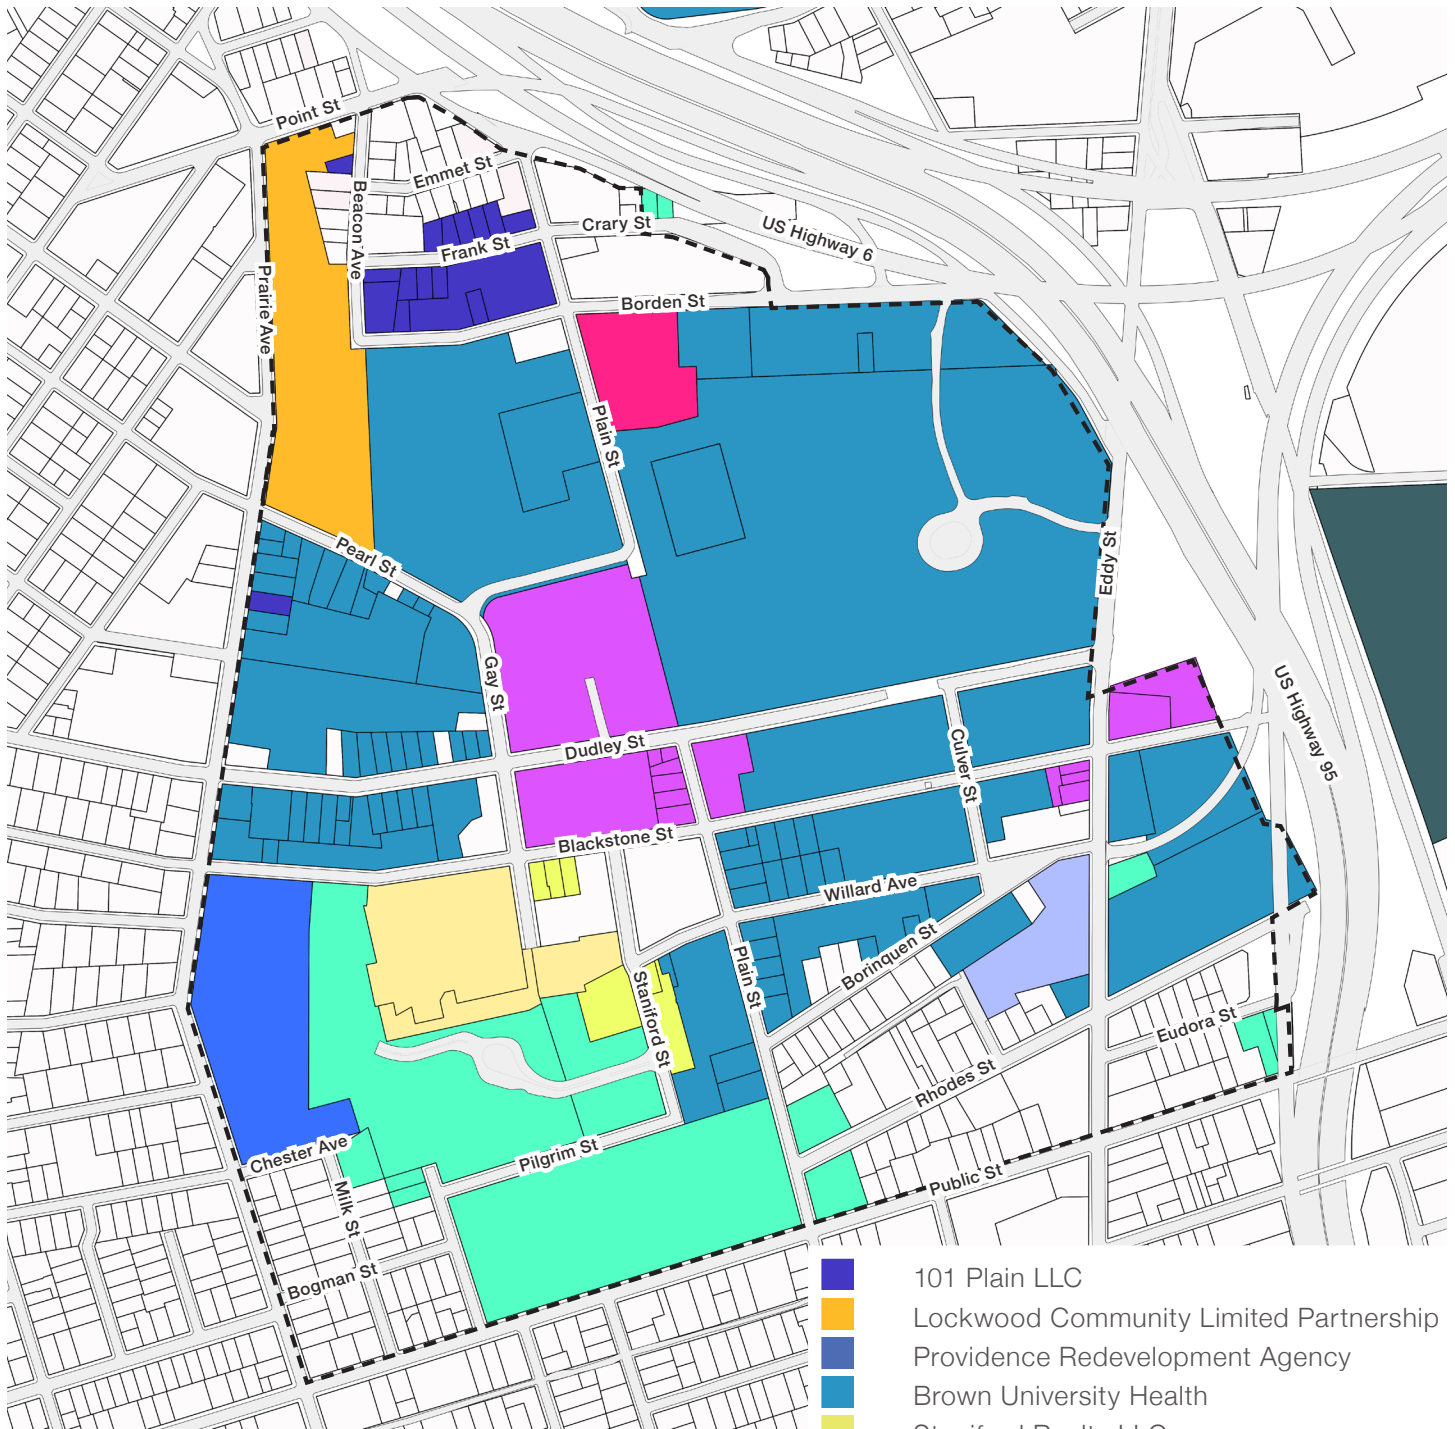 Point St
Emmet St
Beacon Ave
Crary St
US Highway 6
Frank St
Prairie Ave
Borden St
Plain St
Pearl St
Eddy St
Gay St
US Highway 95
Dudley St
Culver St
Blackstone St
Willard Ave
Borinquen St
Plain St
Staniford St
Eudora St
Rhodes St
Chester Ave
Pilgrim St
Public St
Milk St
Bogman St
101 Plain LLC
Lockwood Community Limited Partnership
Providence Redevelopment Agency
Brown University Health